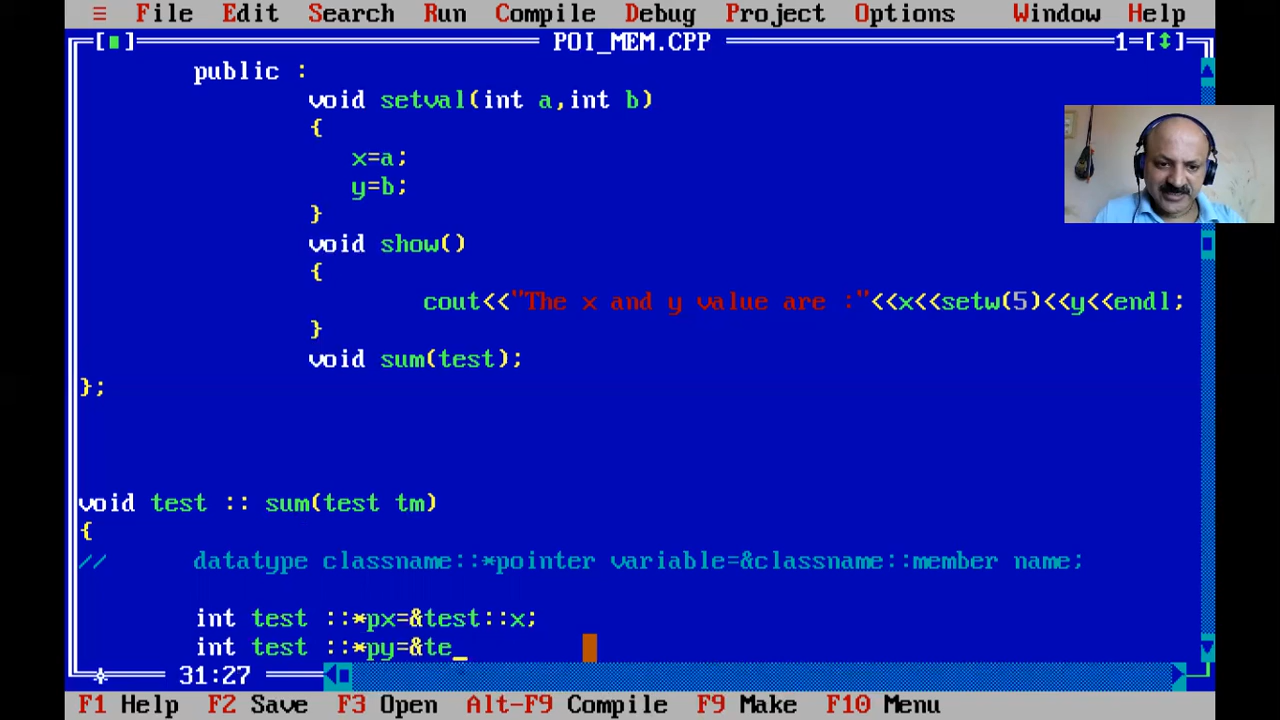 ≡ File Edit Search Run Compile Debug Project Options Window Help
[■] POI_MEM.CPP 1=[↕]
public :
void setval(int a,int b)
{
x=a;
y=b;
}
void show()
{
cout<<"The x and y value are :"<<x<<setw(5)<<y<<endl;
}
void sum(test);
};
void test :: sum(test tm)
{
// datatype classname::*pointer variable=&classname::member name;
int test ::*px=&test::x;
int test ::*py=&te_
31:27
F1 Help F2 Save F3 Open Alt-F9 Compile F9 Make F10 Menu